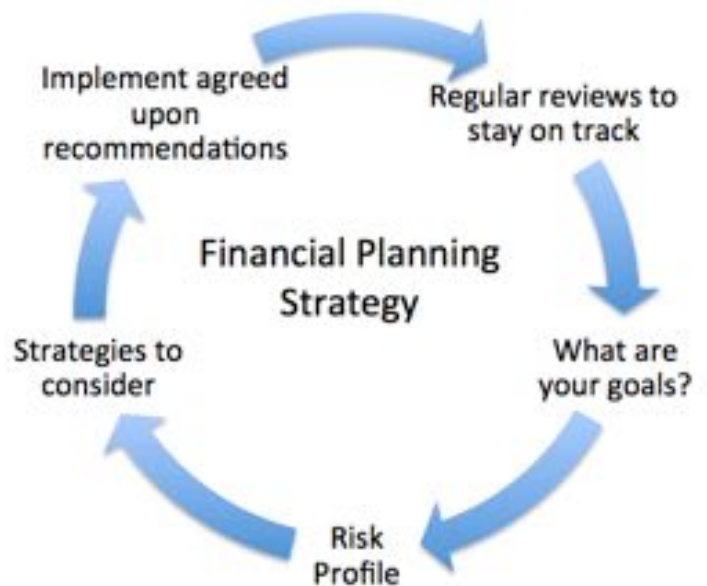 Implement agreed
upon
recommendations
Regular reviews to
stay on track
Financial Planning
Strategy
Strategies to
consider
What are
your goals?
Risk
Profile